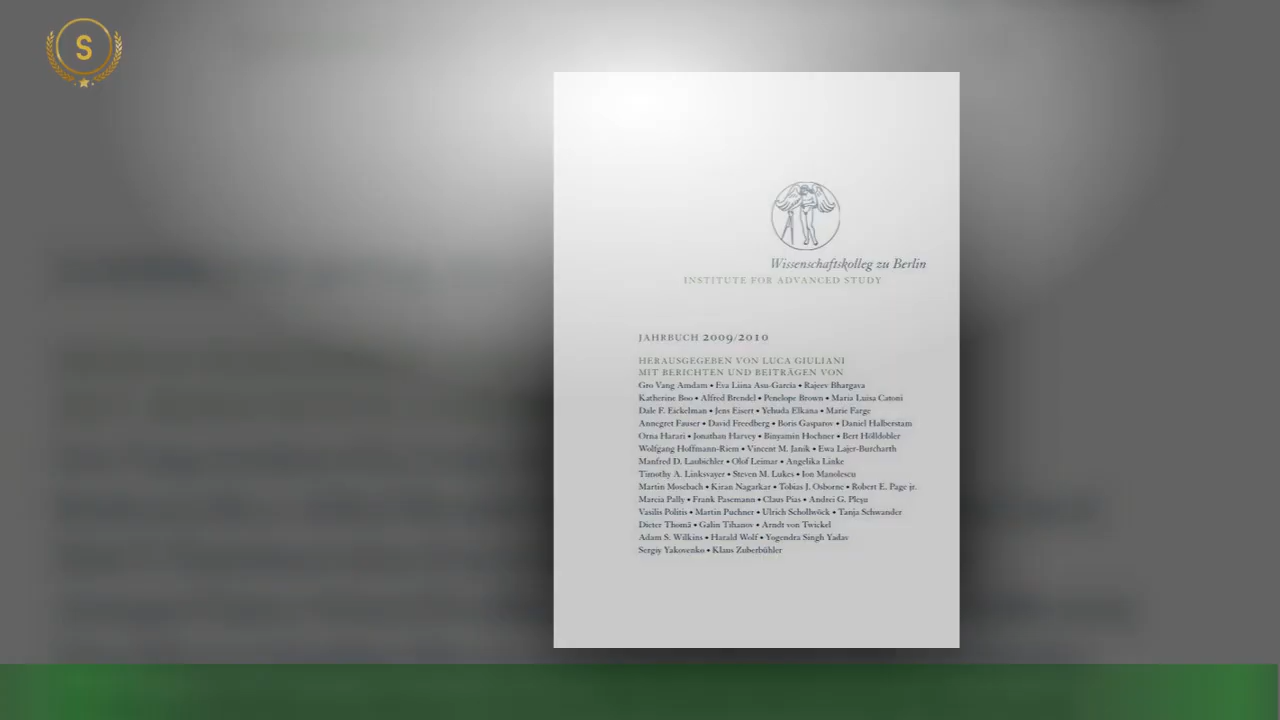 S
Wissenschaftskolleg zu Berlin
INSTITUTE FOR ADVANCED STUDY
JAHRBUCH 2009/2010
HERAUSGEGEBEN VON LUCA GIULIANI
MIT BERICHTEN UND BEITRÄGEN VON
Gro Vang Amdam • Eva Liina Asu-Garcia • Rajeev Bhargava
Katherine Boo • Alfred Brendel • Penelope Brown • Maria Luisa Catoni
Dale F. Eickelman • Jens Eisert • Yehuda Elkana • Marie Farge
Annegret Fauser • David Freedberg • Boris Gasparov • Daniel Halberstam
Orna Harari • Jonathan Harvey • Binyamin Hochner • Bert Hölldobler
Wolfgang Hoffmann-Riem • Vincent M. Janik • Ewa Lajer-Burcharth
Manfred D. Laubichler • Olof Leimar • Angelika Linke
Timothy A. Linksvayer • Steven M. Lukes • Ion Manolescu
Martin Mosebach • Kiran Nagarkar • Tobias J. Osborne • Robert E. Page jr.
Marcia Pally • Frank Pasemann • Claus Pias • Andrei G. Pleşu
Vasilis Politis • Martin Puchner • Ulrich Schollwöck • Tanja Schwander
Dieter Thomä • Galin Tihanov • Arndt von Twickel
Adam S. Wilkins • Harald Wolf • Yogendra Singh Yadav
Sergiy Yakovenko • Klaus Zuberbühler